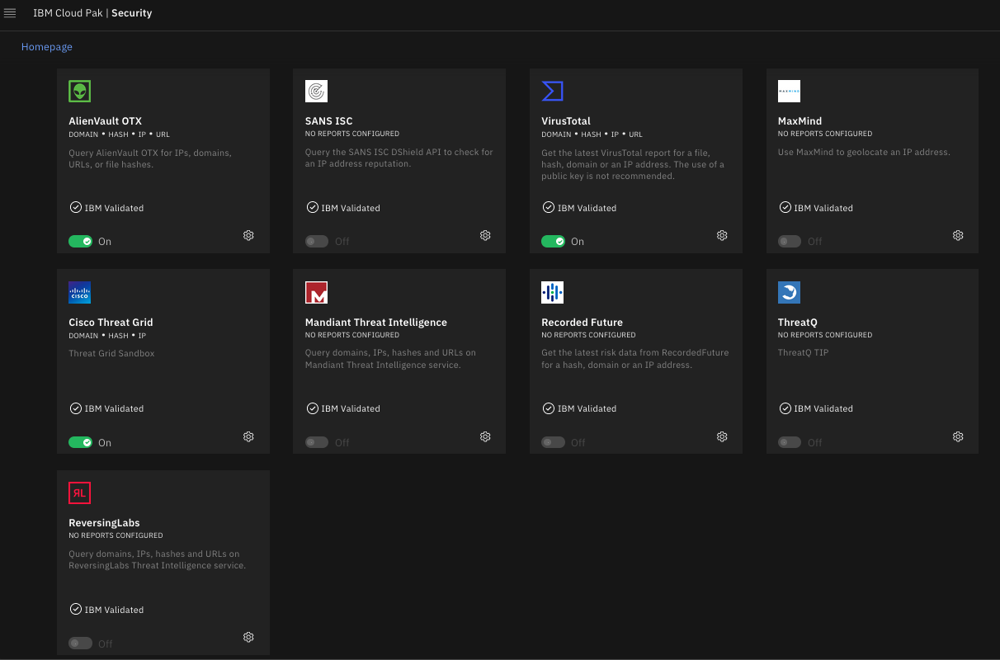 IBM Cloud Pak | Security
Homepage
AlienVault OTX
DOMAIN • HASH • IP • URL
Query AlienVault OTX for IPs, domains,
URLs, or file hashes.
IBM Validated
On
SANS ISC
NO REPORTS CONFIGURED
Query the SANS ISC DShield API to check for
an IP address reputation.
IBM Validated
Off
VirusTotal
DOMAIN • HASH • IP • URL
Get the latest VirusTotal report for a file,
hash, domain or an IP address. The use of a
public key is not recommended.
IBM Validated
On
MAXMIND
MaxMind
NO REPORTS CONFIGURED
Use MaxMind to geolocate an IP address.
IBM Validated
Off
CISCO
Cisco Threat Grid
DOMAIN • HASH • IP
Threat Grid Sandbox
IBM Validated
On
M
Mandiant Threat Intelligence
NO REPORTS CONFIGURED
Query domains, IPs, hashes and URLs on
Mandiant Threat Intelligence service.
IBM Validated
Off
Recorded Future
NO REPORTS CONFIGURED
Get the latest risk data from RecordedFuture
for a hash, domain or an IP address.
IBM Validated
Off
ThreatQ
NO REPORTS CONFIGURED
ThreatQ TIP
IBM Validated
Off
ЯL
ReversingLabs
NO REPORTS CONFIGURED
Query domains, IPs, hashes and URLs on
ReversingLabs Threat Intelligence service.
IBM Validated
Off